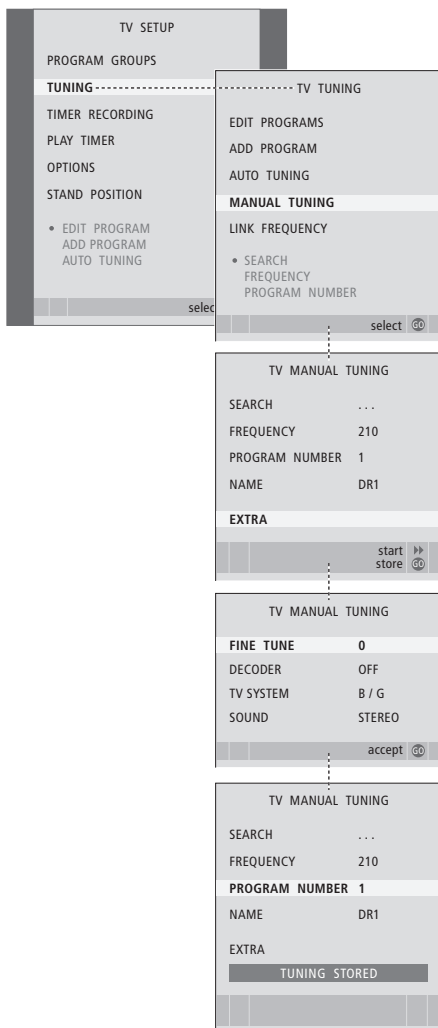 TV SETUP
PROGRAM GROUPS
TUNING
TIMER RECORDING
PLAY TIMER
OPTIONS
STAND POSITION
• EDIT PROGRAM
ADD PROGRAM
AUTO TUNING
selec
TV TUNING
EDIT PROGRAMS
ADD PROGRAM
AUTO TUNING
MANUAL TUNING
LINK FREQUENCY
• SEARCH
FREQUENCY
PROGRAM NUMBER
select GO
TV MANUAL TUNING
SEARCH ...
FREQUENCY 210
PROGRAM NUMBER 1
NAME DR1
EXTRA
start
store GO
TV MANUAL TUNING
FINE TUNE 0
DECODER OFF
TV SYSTEM B / G
SOUND STEREO
accept GO
TV MANUAL TUNING
SEARCH ...
FREQUENCY 210
PROGRAM NUMBER 1
NAME DR1
EXTRA
TUNING STORED